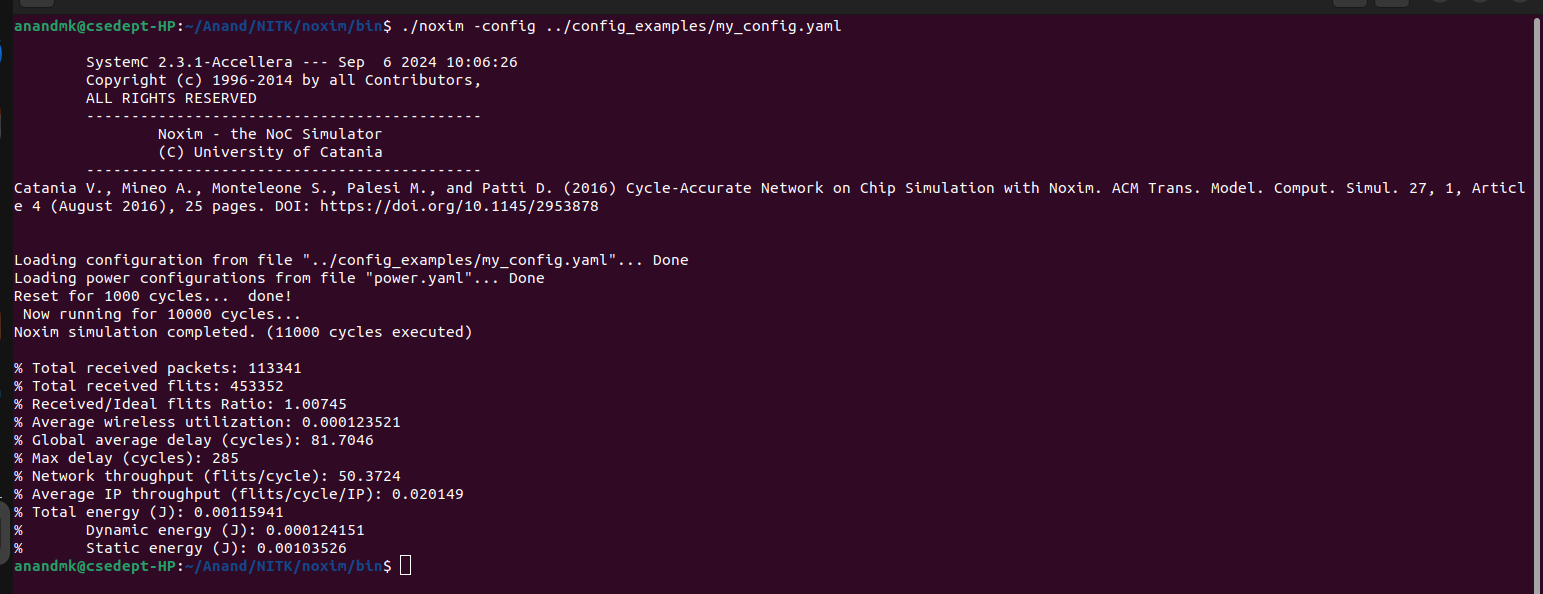 anandmk@csedept-HP:~/Anand/NITK/noxim/bin$ ./noxim -config ../config_examples/my_config.yaml
SystemC 2.3.1-Accellera --- Sep  6 2024 10:06:26
Copyright (c) 1996-2014 by all Contributors,
ALL RIGHTS RESERVED
--------------------------------------------
Noxim - the NoC Simulator
(C) University of Catania
--------------------------------------------
Catania V., Mineo A., Monteleone S., Palesi M., and Patti D. (2016) Cycle-Accurate Network on Chip Simulation with Noxim. ACM Trans. Model. Comput. Simul. 27, 1, Articl
e 4 (August 2016), 25 pages. DOI: https://doi.org/10.1145/2953878
Loading configuration from file "../config_examples/my_config.yaml"... Done
Loading power configurations from file "power.yaml"... Done
Reset for 1000 cycles...  done!
Now running for 10000 cycles...
Noxim simulation completed. (11000 cycles executed)
% Total received packets: 113341
% Total received flits: 453352
% Received/Ideal flits Ratio: 1.00745
% Average wireless utilization: 0.000123521
% Global average delay (cycles): 81.7046
% Max delay (cycles): 285
% Network throughput (flits/cycle): 50.3724
% Average IP throughput (flits/cycle/IP): 0.020149
% Total energy (J): 0.00115941
%       Dynamic energy (J): 0.000124151
%       Static energy (J): 0.00103526
anandmk@csedept-HP:~/Anand/NITK/noxim/bin$